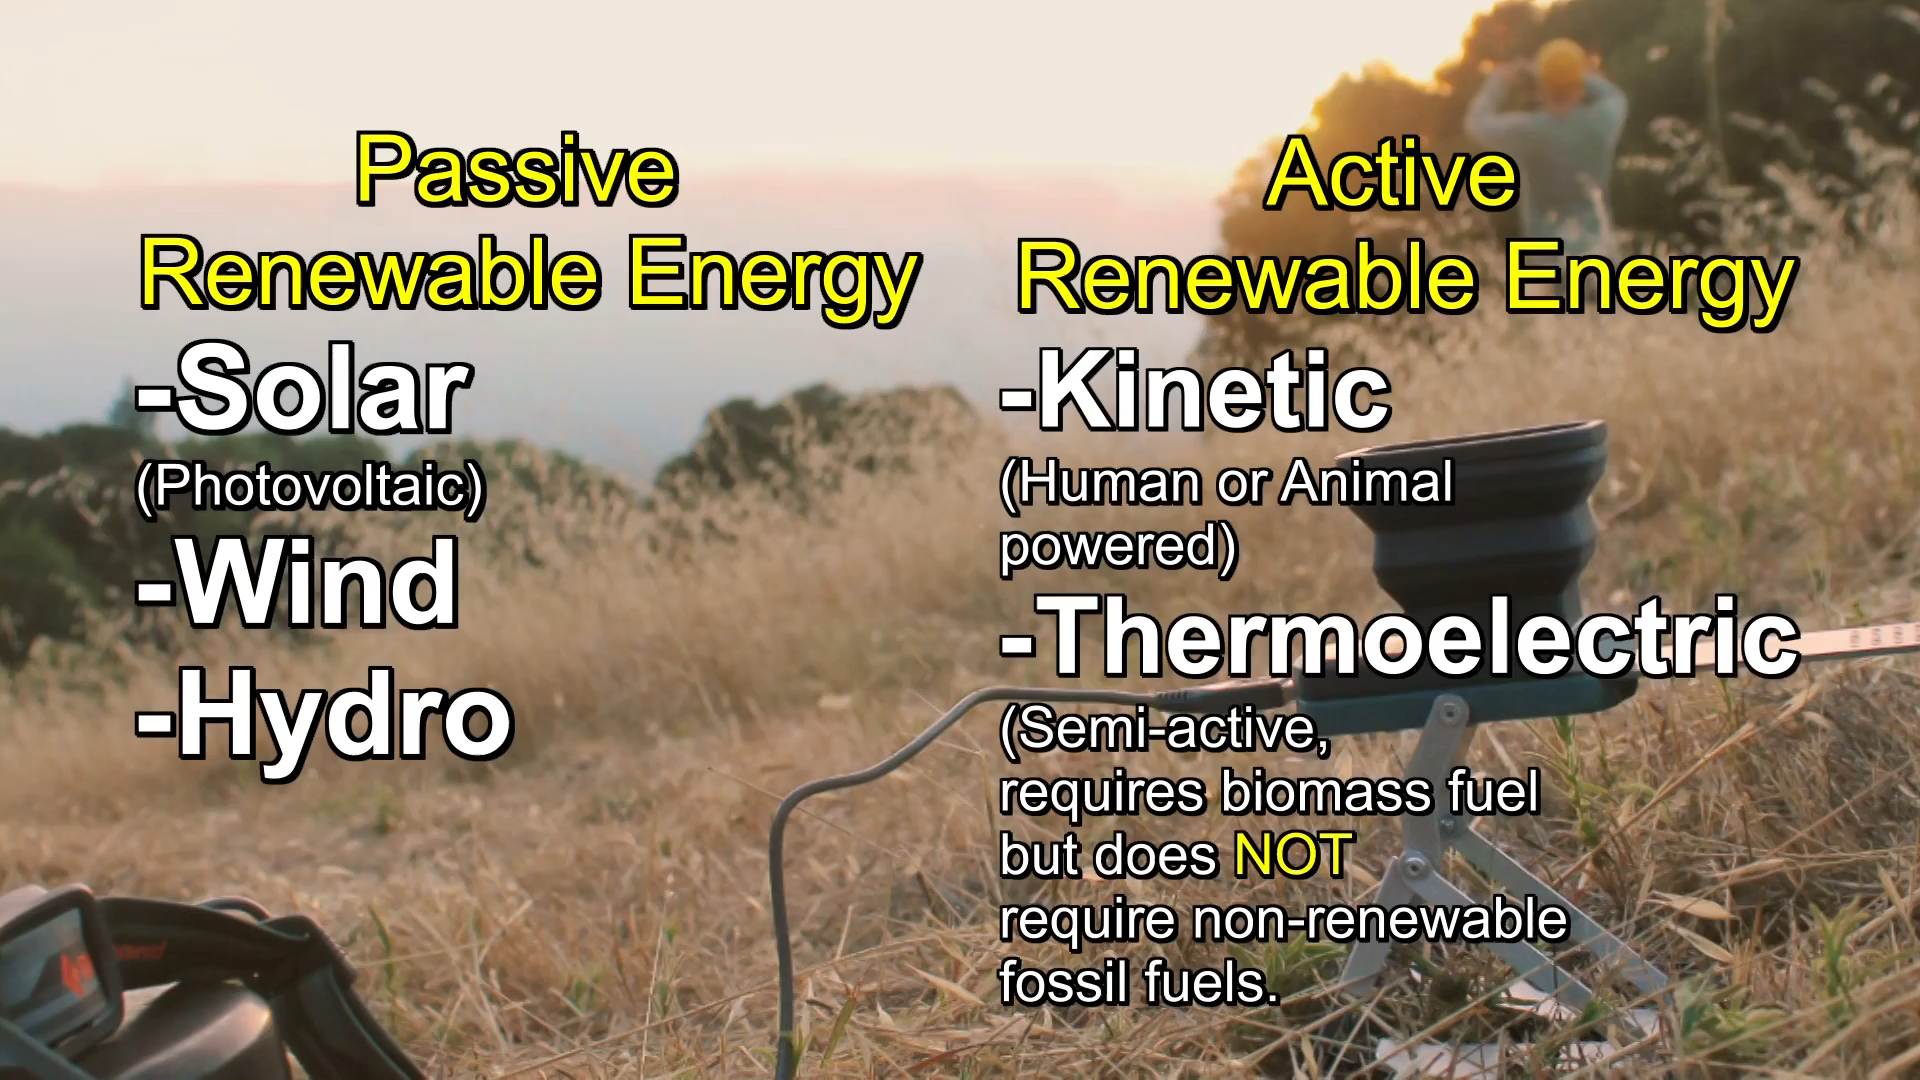 Passive
Renewable Energy
-Solar
(Photovoltaic)
-Wind
-Hydro
Active
Renewable Energy
-Kinetic
(Human or Animal
powered)
-Thermoelectric
(Semi-active,
requires biomass fuel
but does NOT
require non-renewable
fossil fuels.